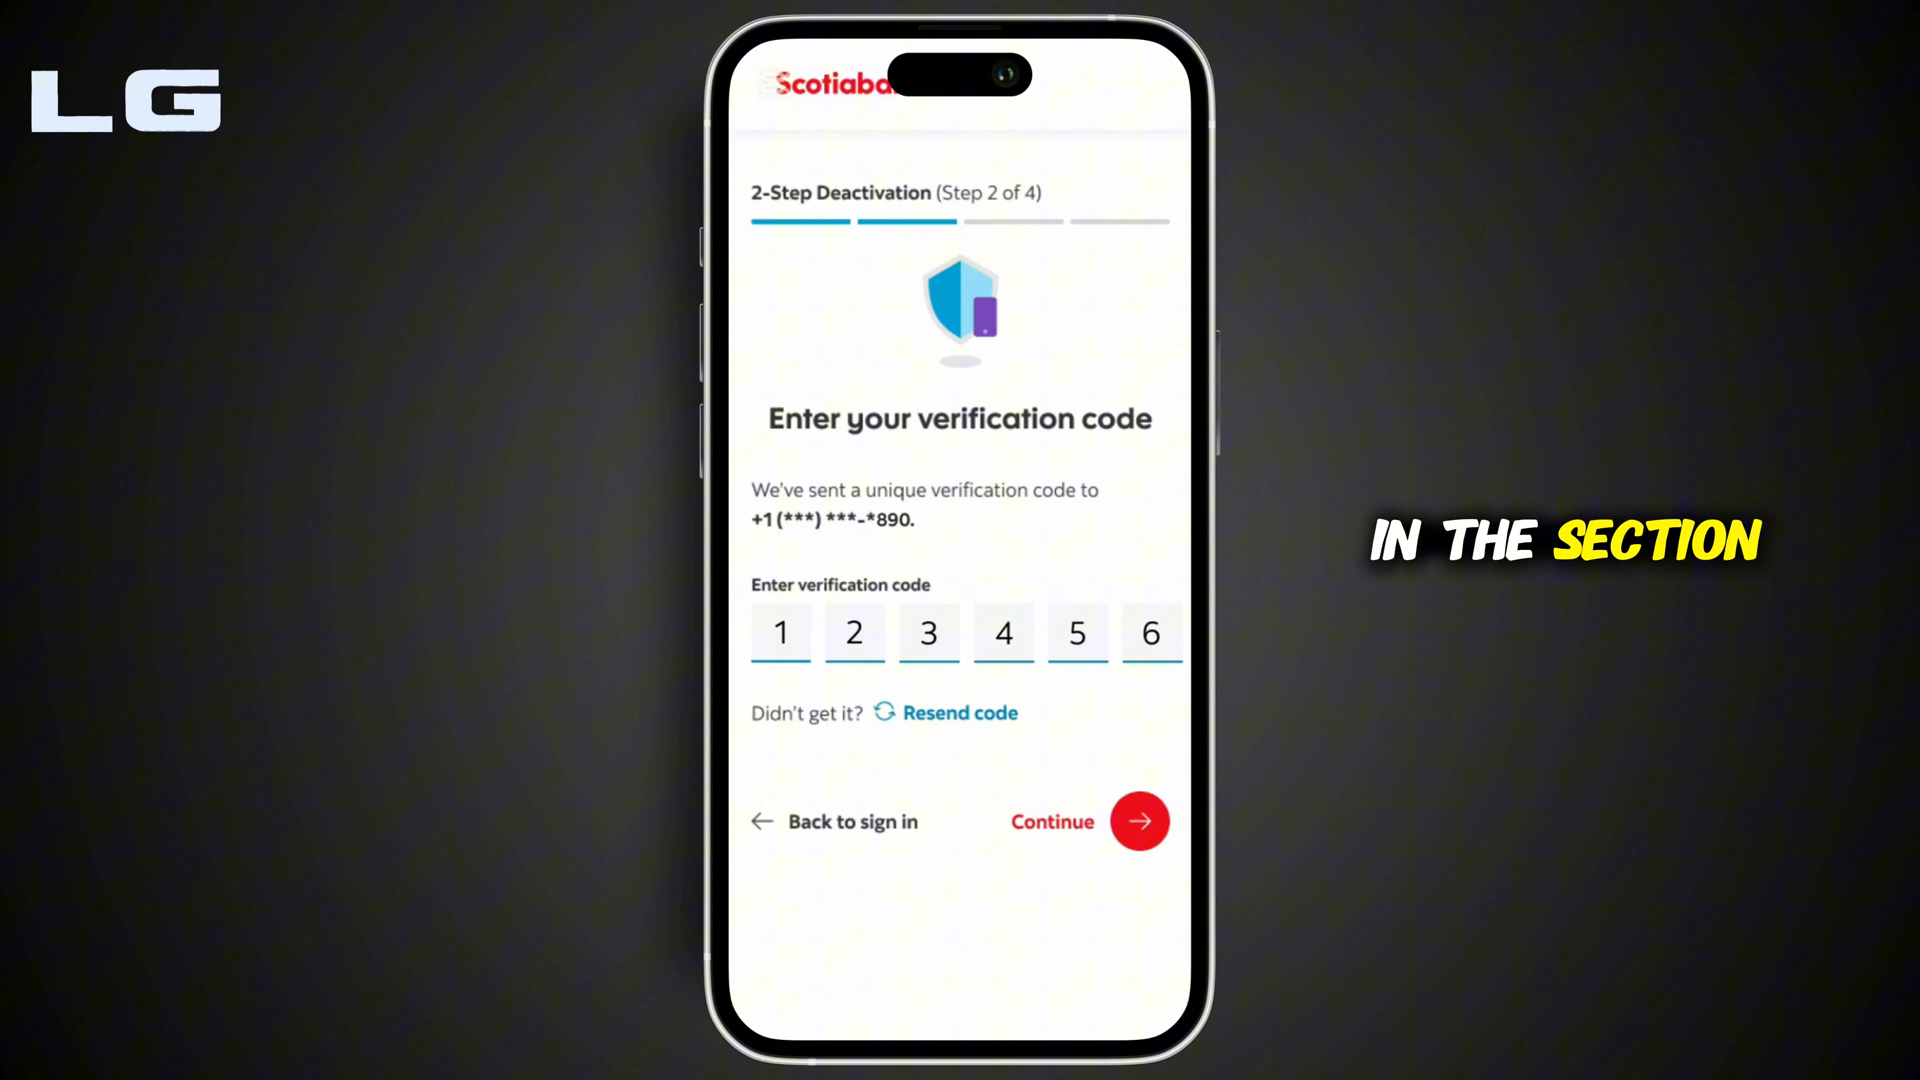 LG
Scotiaba
2-Step Deactivation (Step 2 of 4)
Enter your verification code
We've sent a unique verification code to
+1 (***) ***-*890.
Enter verification code
1 2 3 4 5 6
Didn't get it? Resend code
Back to sign in Continue
IN THE SECTION